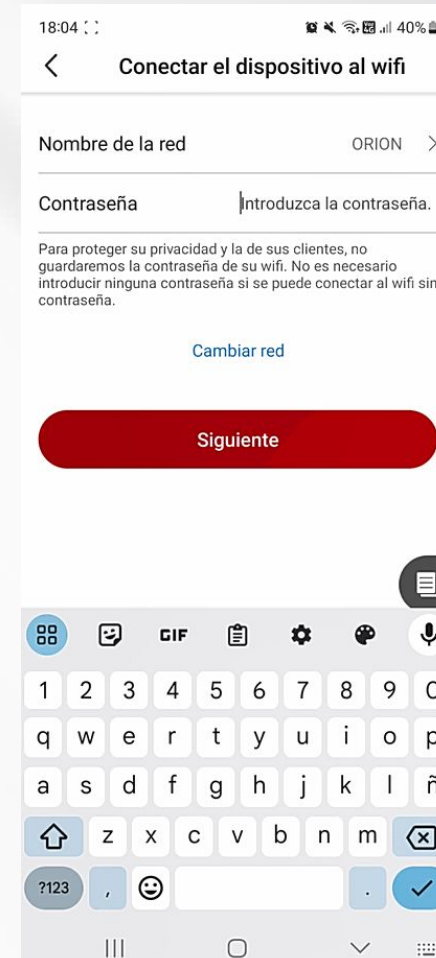 18:04
40%
Conectar el dispositivo al wifi
Nombre de la red ORION
Contraseña Introduzca la contraseña.
Para proteger su privacidad y la de sus clientes, no
guardaremos la contraseña de su wifi. No es necesario
introducir ninguna contraseña si se puede conectar al wifi sin
contraseña.
Cambiar red
Siguiente
GIF
1 2 3 4 5 6 7 8 9 0
q w e r t y u i o p
a s d f g h j k l ñ
z x c v b n m
?123 , .